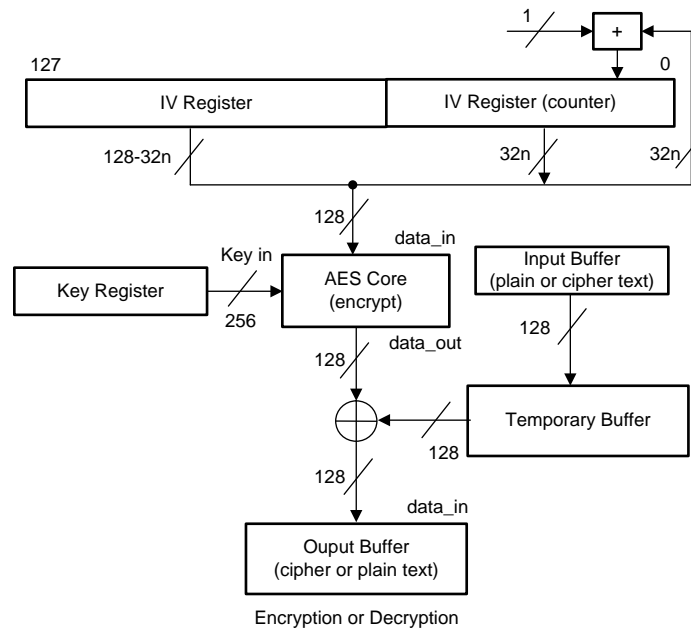 1
+
127
0
IV Register
IV Register (counter)
128-32n
32n
32n
128
data_in
Key in
Key Register
256
AES Core
(encrypt)
Input Buffer
(plain or cipher text)
128
data_out
128
Temporary Buffer
128
128
data_in
Ouput Buffer
(cipher or plain text)
Encryption or Decryption